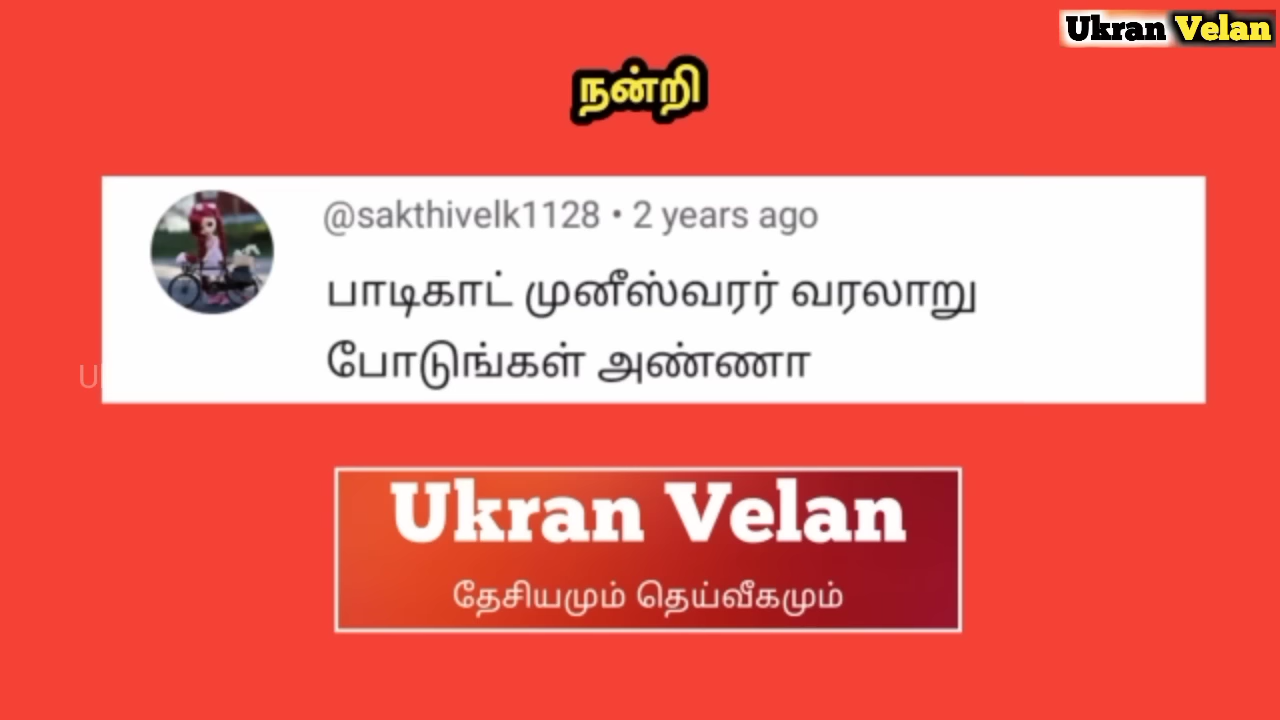 Ukran Velan
நன்றி
@sakthivelk1128 • 2 years ago
பாடிகாட் முனீஸ்வரர் வரலாறு
போடுங்கள் அண்ணா
Ukran Velan
தேசியமும் தெய்வீகமும்